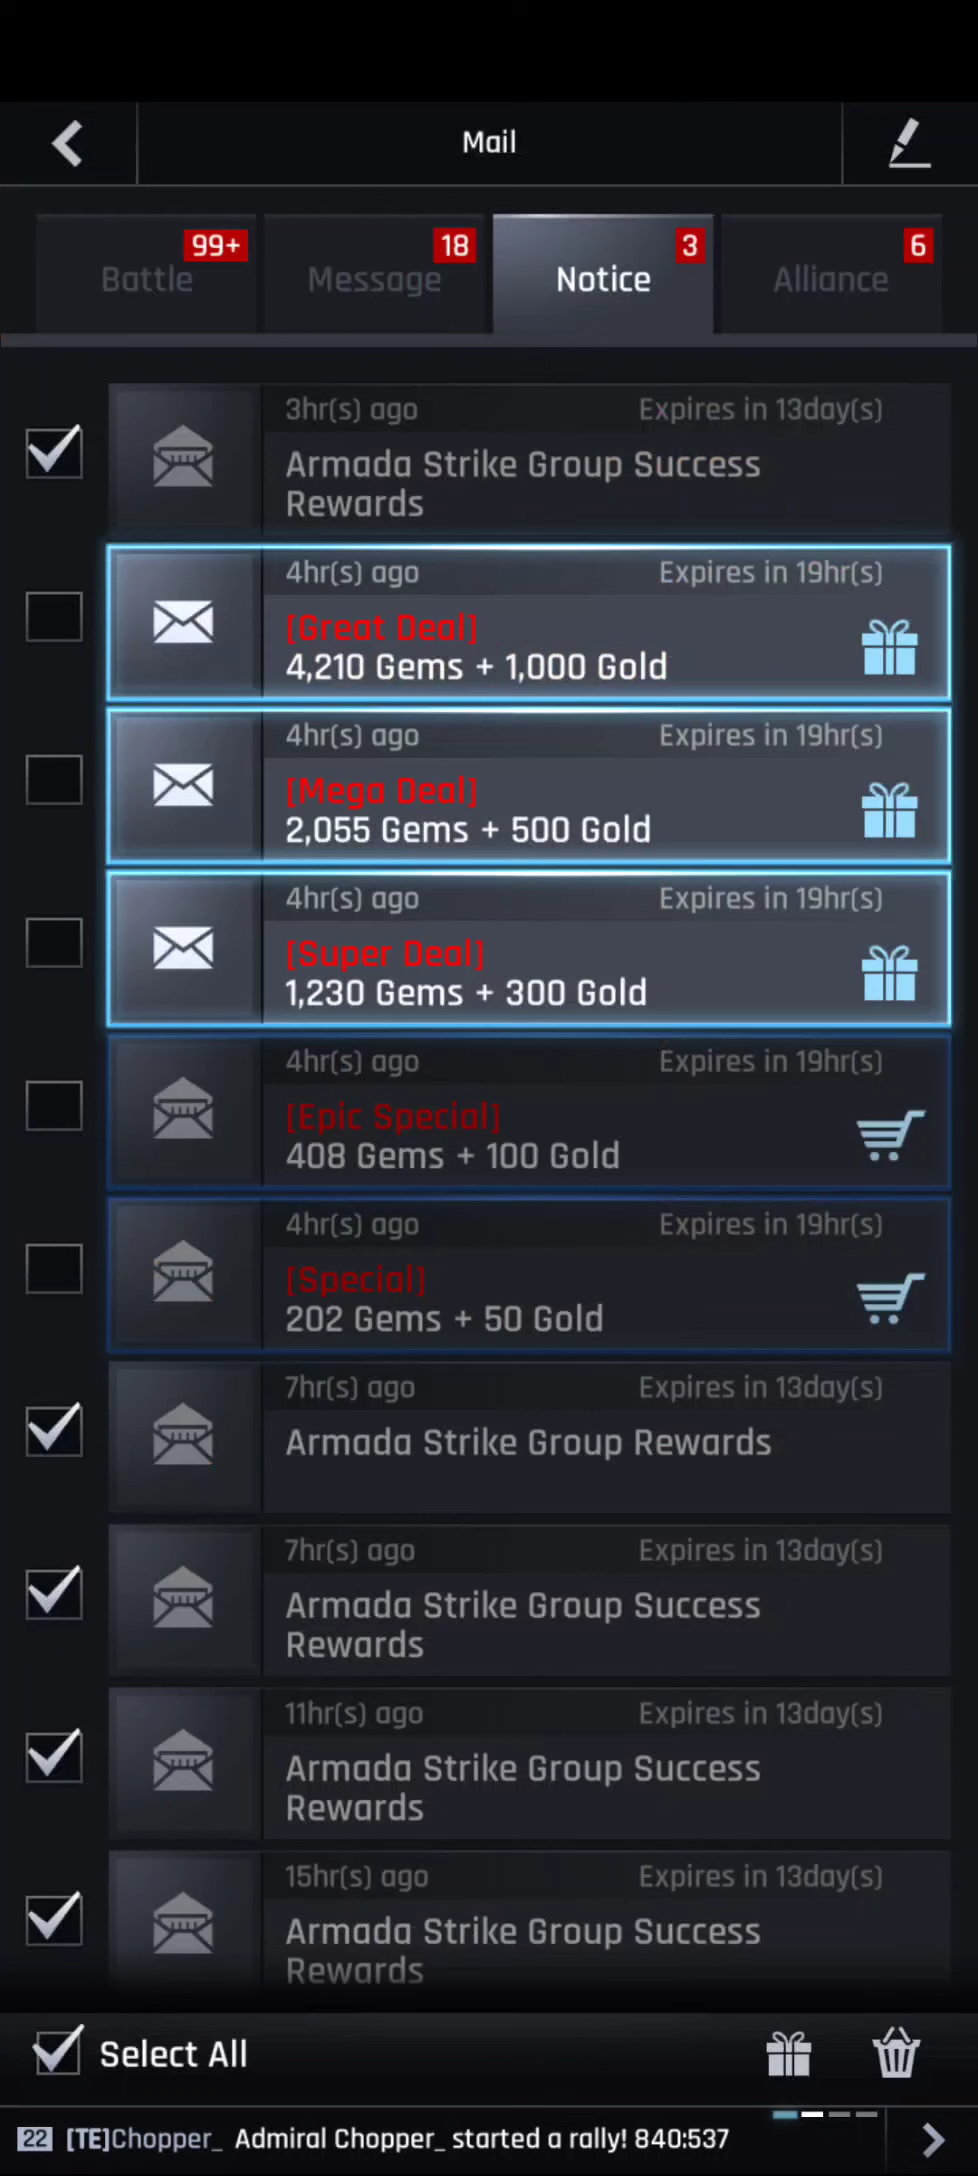 Mail
Battle 99+
Message 18
Notice 3
Alliance 6
3hr(s) ago Expires in 13day(s)
Armada Strike Group Success
Rewards
4hr(s) ago Expires in 19hr(s)
[Great Deal]
4,210 Gems + 1,000 Gold
4hr(s) ago Expires in 19hr(s)
[Mega Deal]
2,055 Gems + 500 Gold
4hr(s) ago Expires in 19hr(s)
[Super Deal]
1,230 Gems + 300 Gold
4hr(s) ago Expires in 19hr(s)
[Epic Special]
408 Gems + 100 Gold
4hr(s) ago Expires in 19hr(s)
[Special]
202 Gems + 50 Gold
7hr(s) ago Expires in 13day(s)
Armada Strike Group Rewards
7hr(s) ago Expires in 13day(s)
Armada Strike Group Success
Rewards
11hr(s) ago Expires in 13day(s)
Armada Strike Group Success
Rewards
15hr(s) ago Expires in 13day(s)
Armada Strike Group Success
Rewards
Select All
22 [TE]Chopper_ Admiral Chopper_ started a rally! 840:537